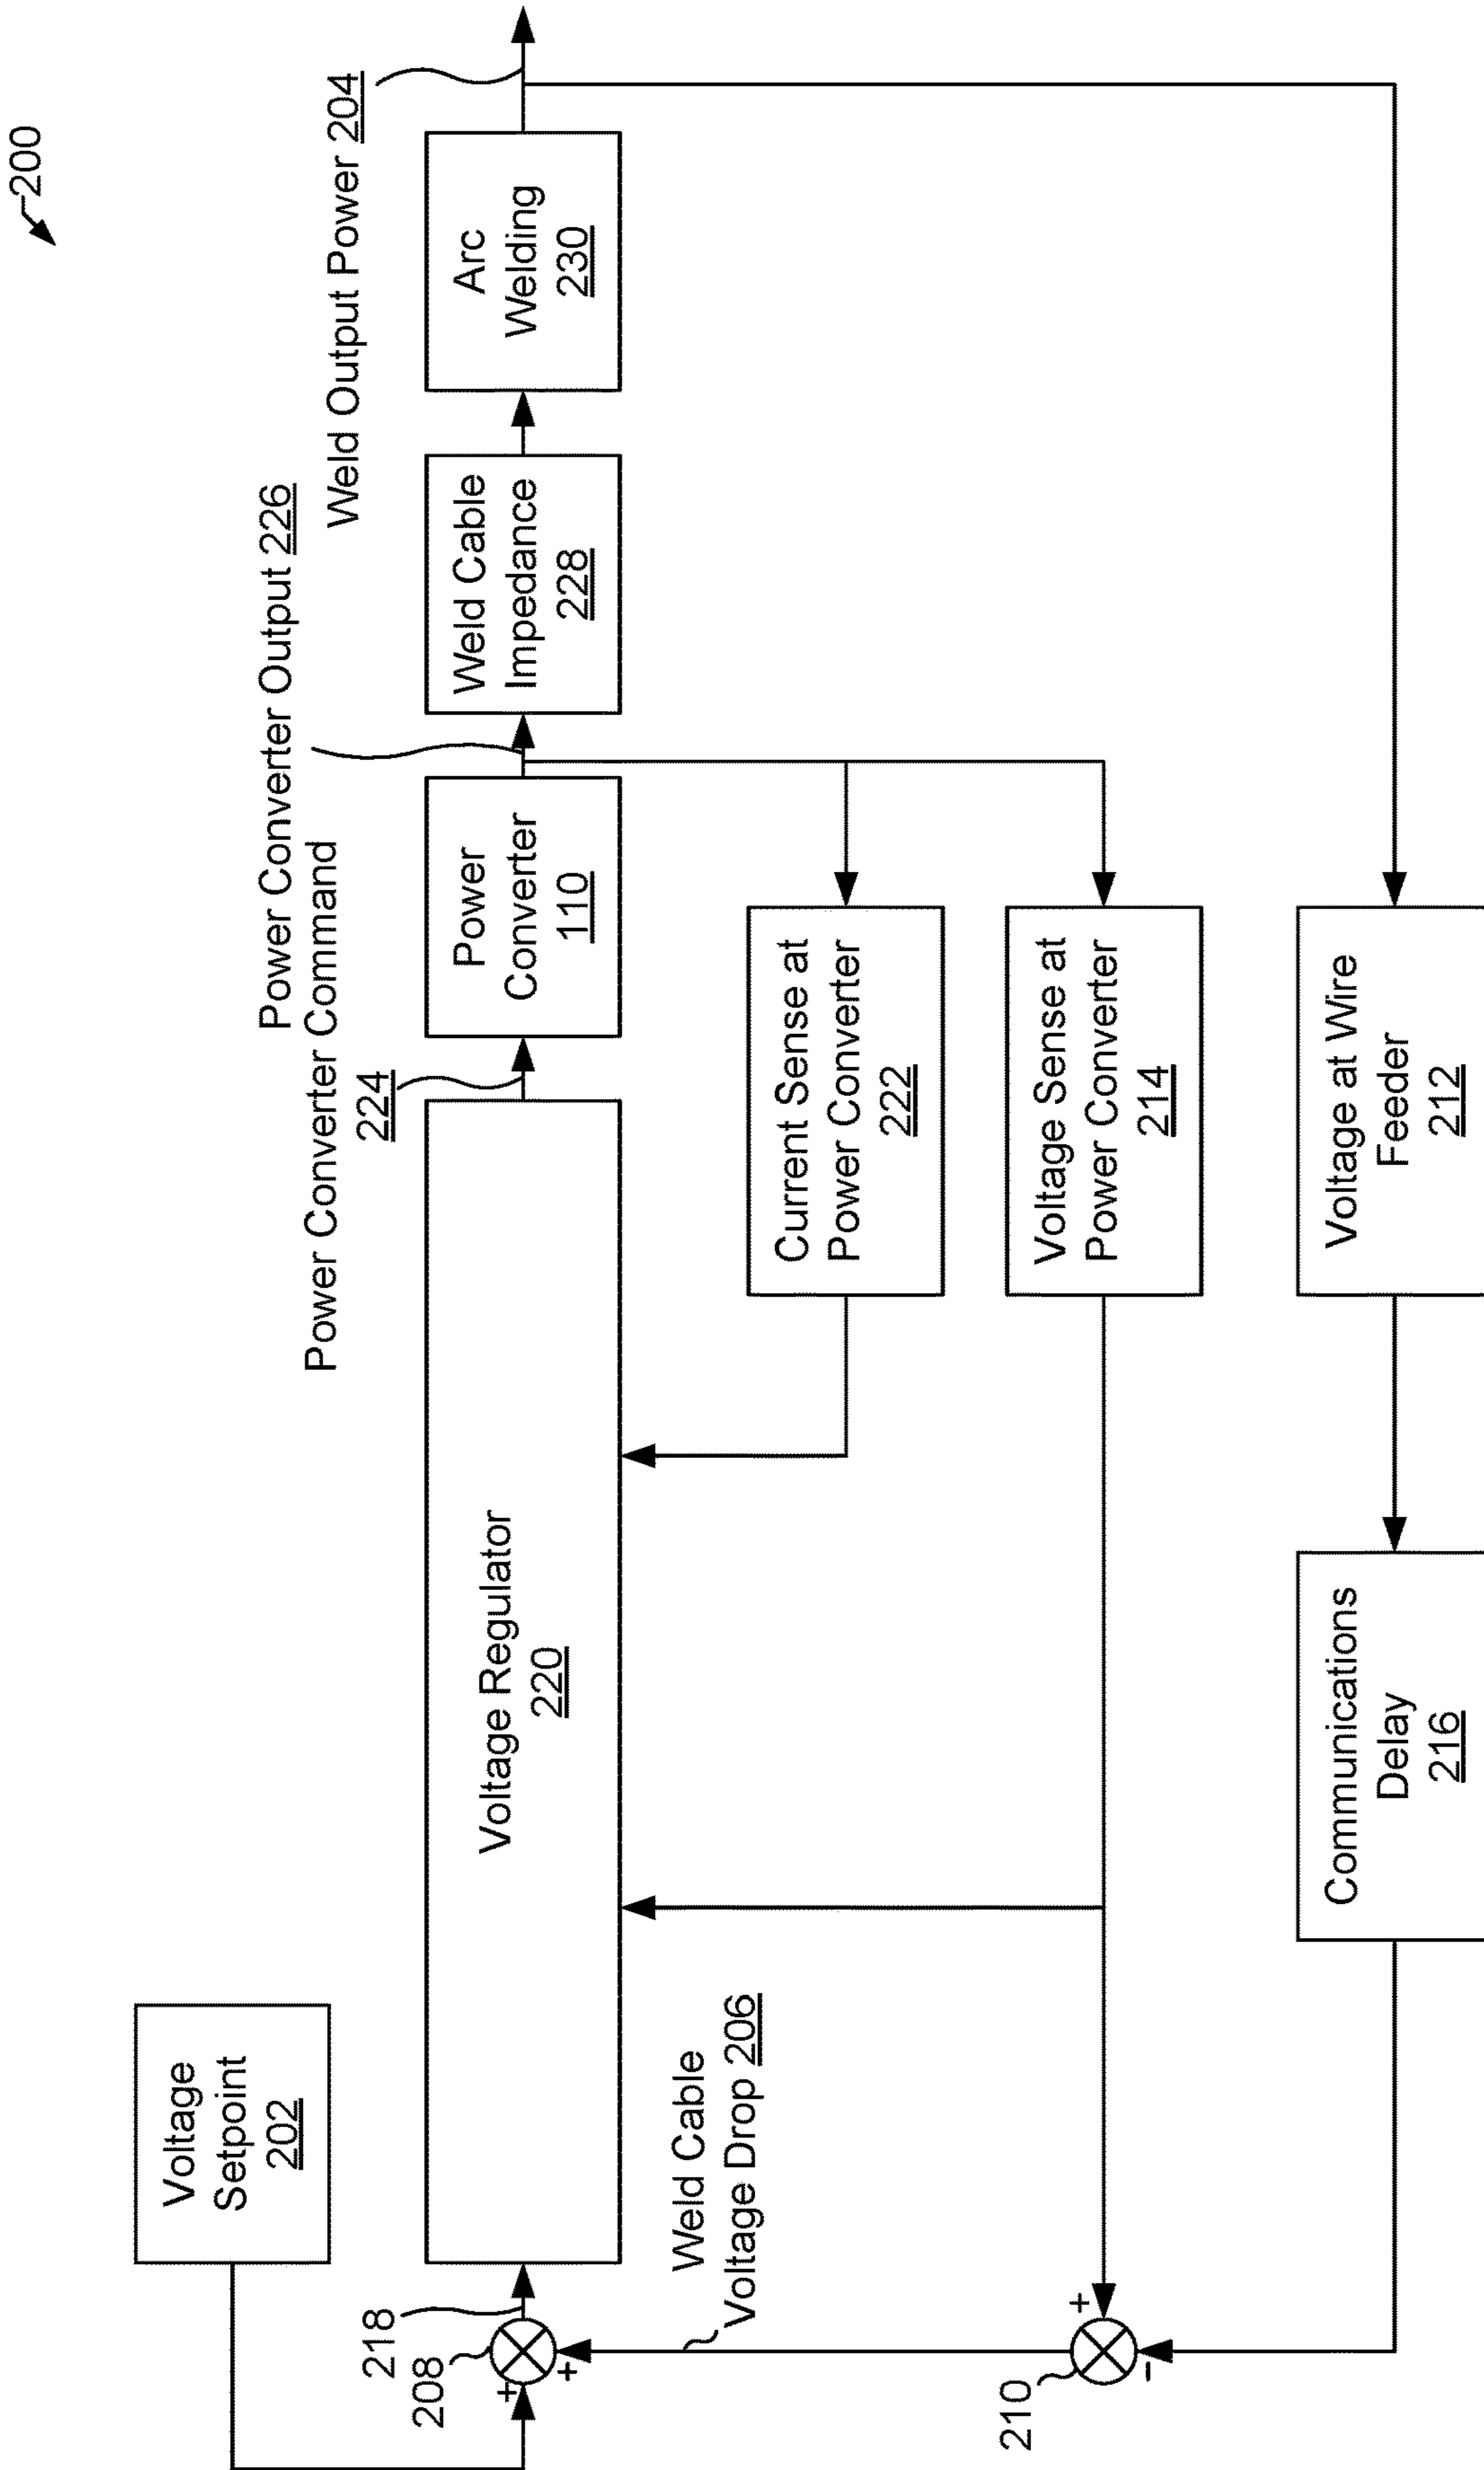 200
Voltage
Setpoint
202
Power Converter Output 226
Power Converter Command
224
Weld Output Power 204
218
208
+
+
Voltage Regulator
220
Power
Converter
110
Weld Cable
Impedance
228
Arc
Welding
230
Weld Cable
Voltage Drop 206
Current Sense at
Power Converter
222
210
+
-
Voltage Sense at
Power Converter
214
Communications
Delay
216
Voltage at Wire
Feeder
212